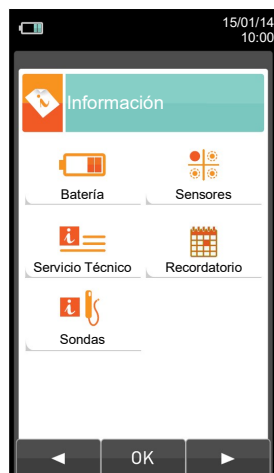 15/01/14
10:00
Información
Batería
Sensores
Servicio Técnico
Recordatorio
Sondas
OK